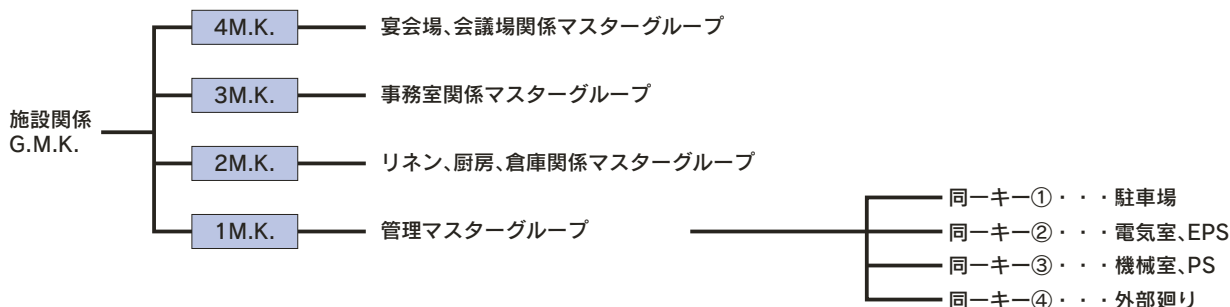 4M.K. 宴会場、会議場関係マスターグループ
3M.K. 事務室関係マスターグループ
施設関係
G.M.K.
2M.K. リネン、厨房、倉庫関係マスターグループ
1M.K. 管理マスターグループ
同一キー①・・・駐車場
同一キー②・・・電気室、EPS
同一キー③・・・機械室、PS
同一キー④・・・外部廻り